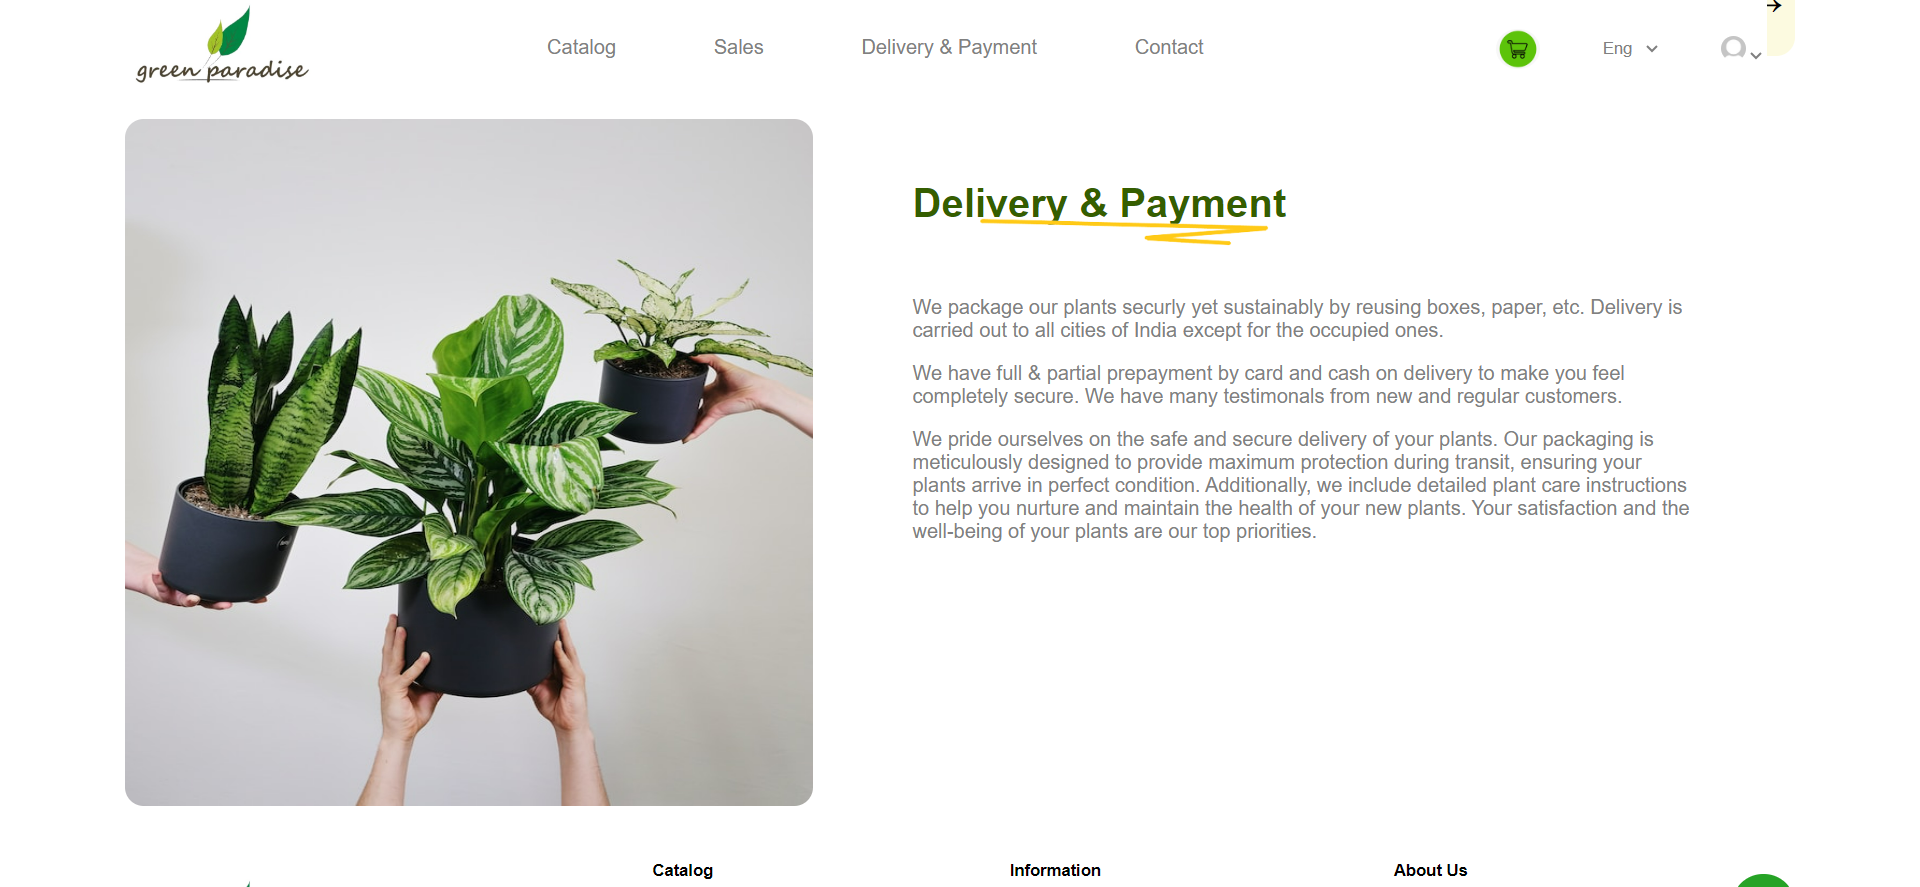 green paradise
Catalog
Sales
Delivery & Payment
Contact
Eng
Delivery & Payment
We package our plants securly yet sustainably by reusing boxes, paper, etc. Delivery is
carried out to all cities of India except for the occupied ones.
We have full & partial prepayment by card and cash on delivery to make you feel
completely secure. We have many testimonals from new and regular customers.
We pride ourselves on the safe and secure delivery of your plants. Our packaging is
meticulously designed to provide maximum protection during transit, ensuring your
plants arrive in perfect condition. Additionally, we include detailed plant care instructions
to help you nurture and maintain the health of your new plants. Your satisfaction and the
well-being of your plants are our top priorities.
Catalog
Information
About Us